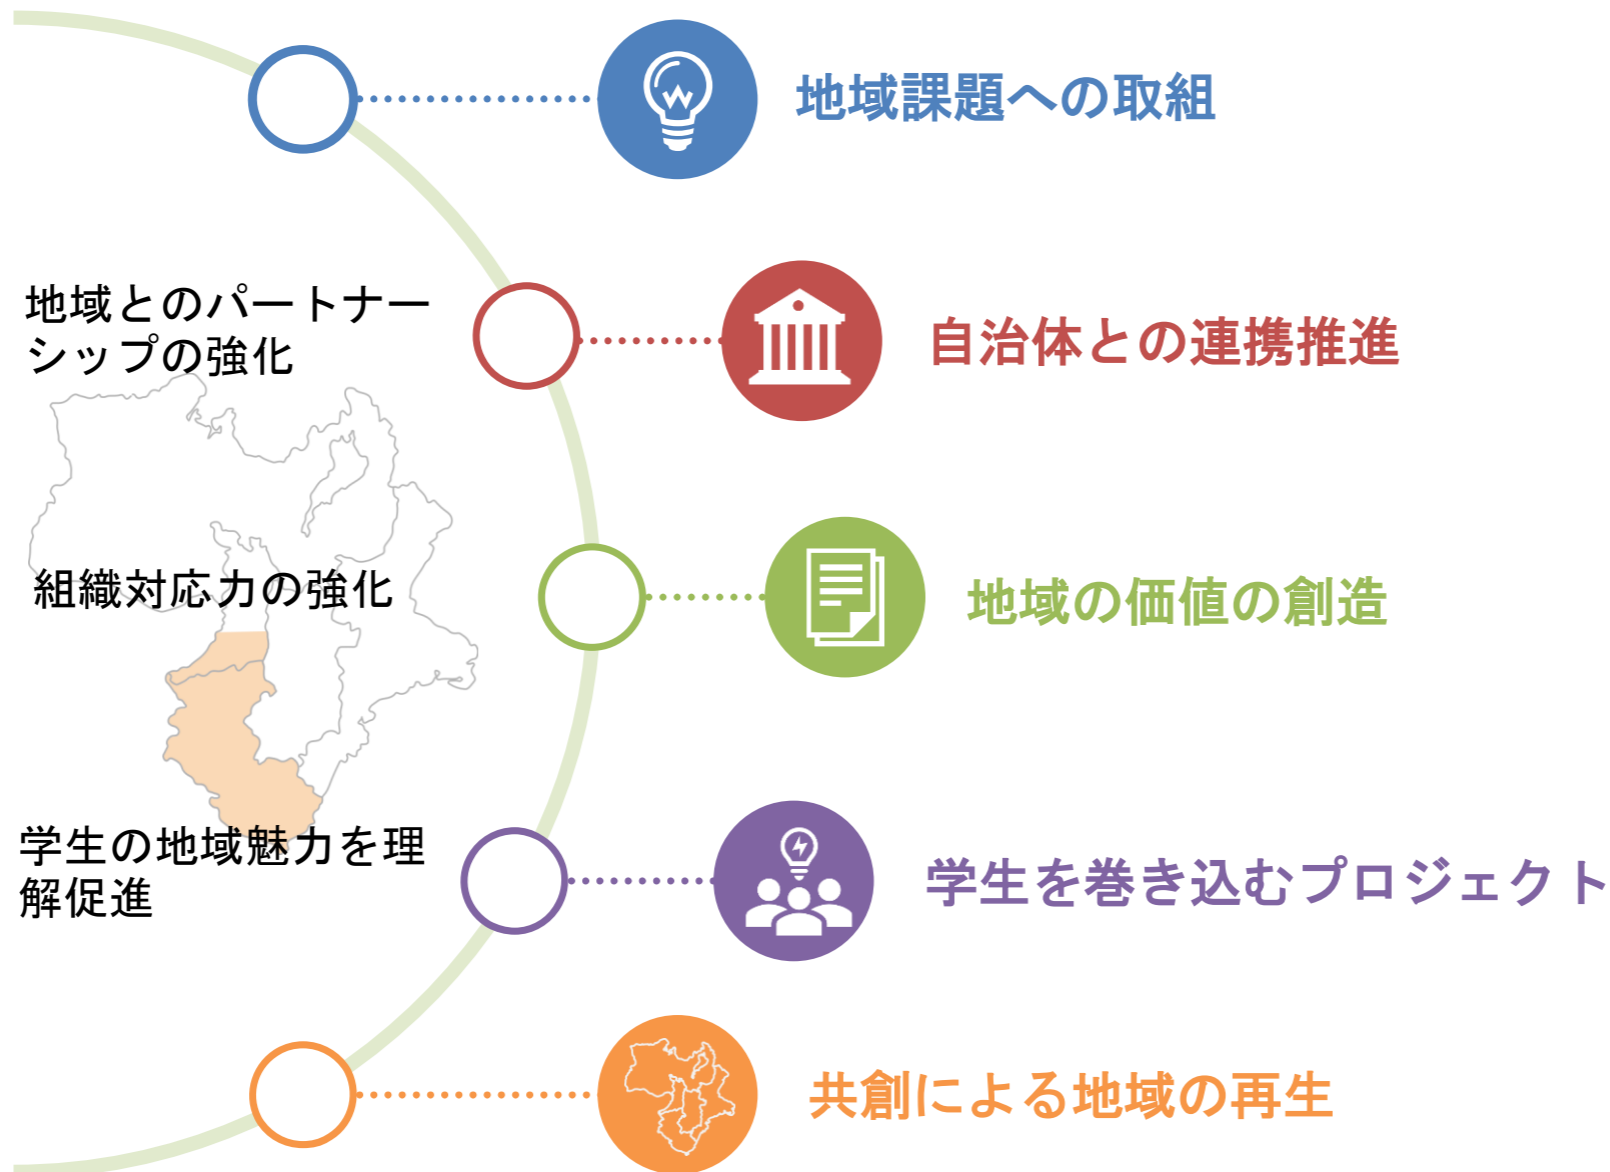 地域課題への取組
地域とのパートナー
シップの強化
自治体との連携推進
組織対応力の強化
地域の価値の創造
学生の地域魅力を理
解促進
学生を巻き込むプロジェクト
共創による地域の再生